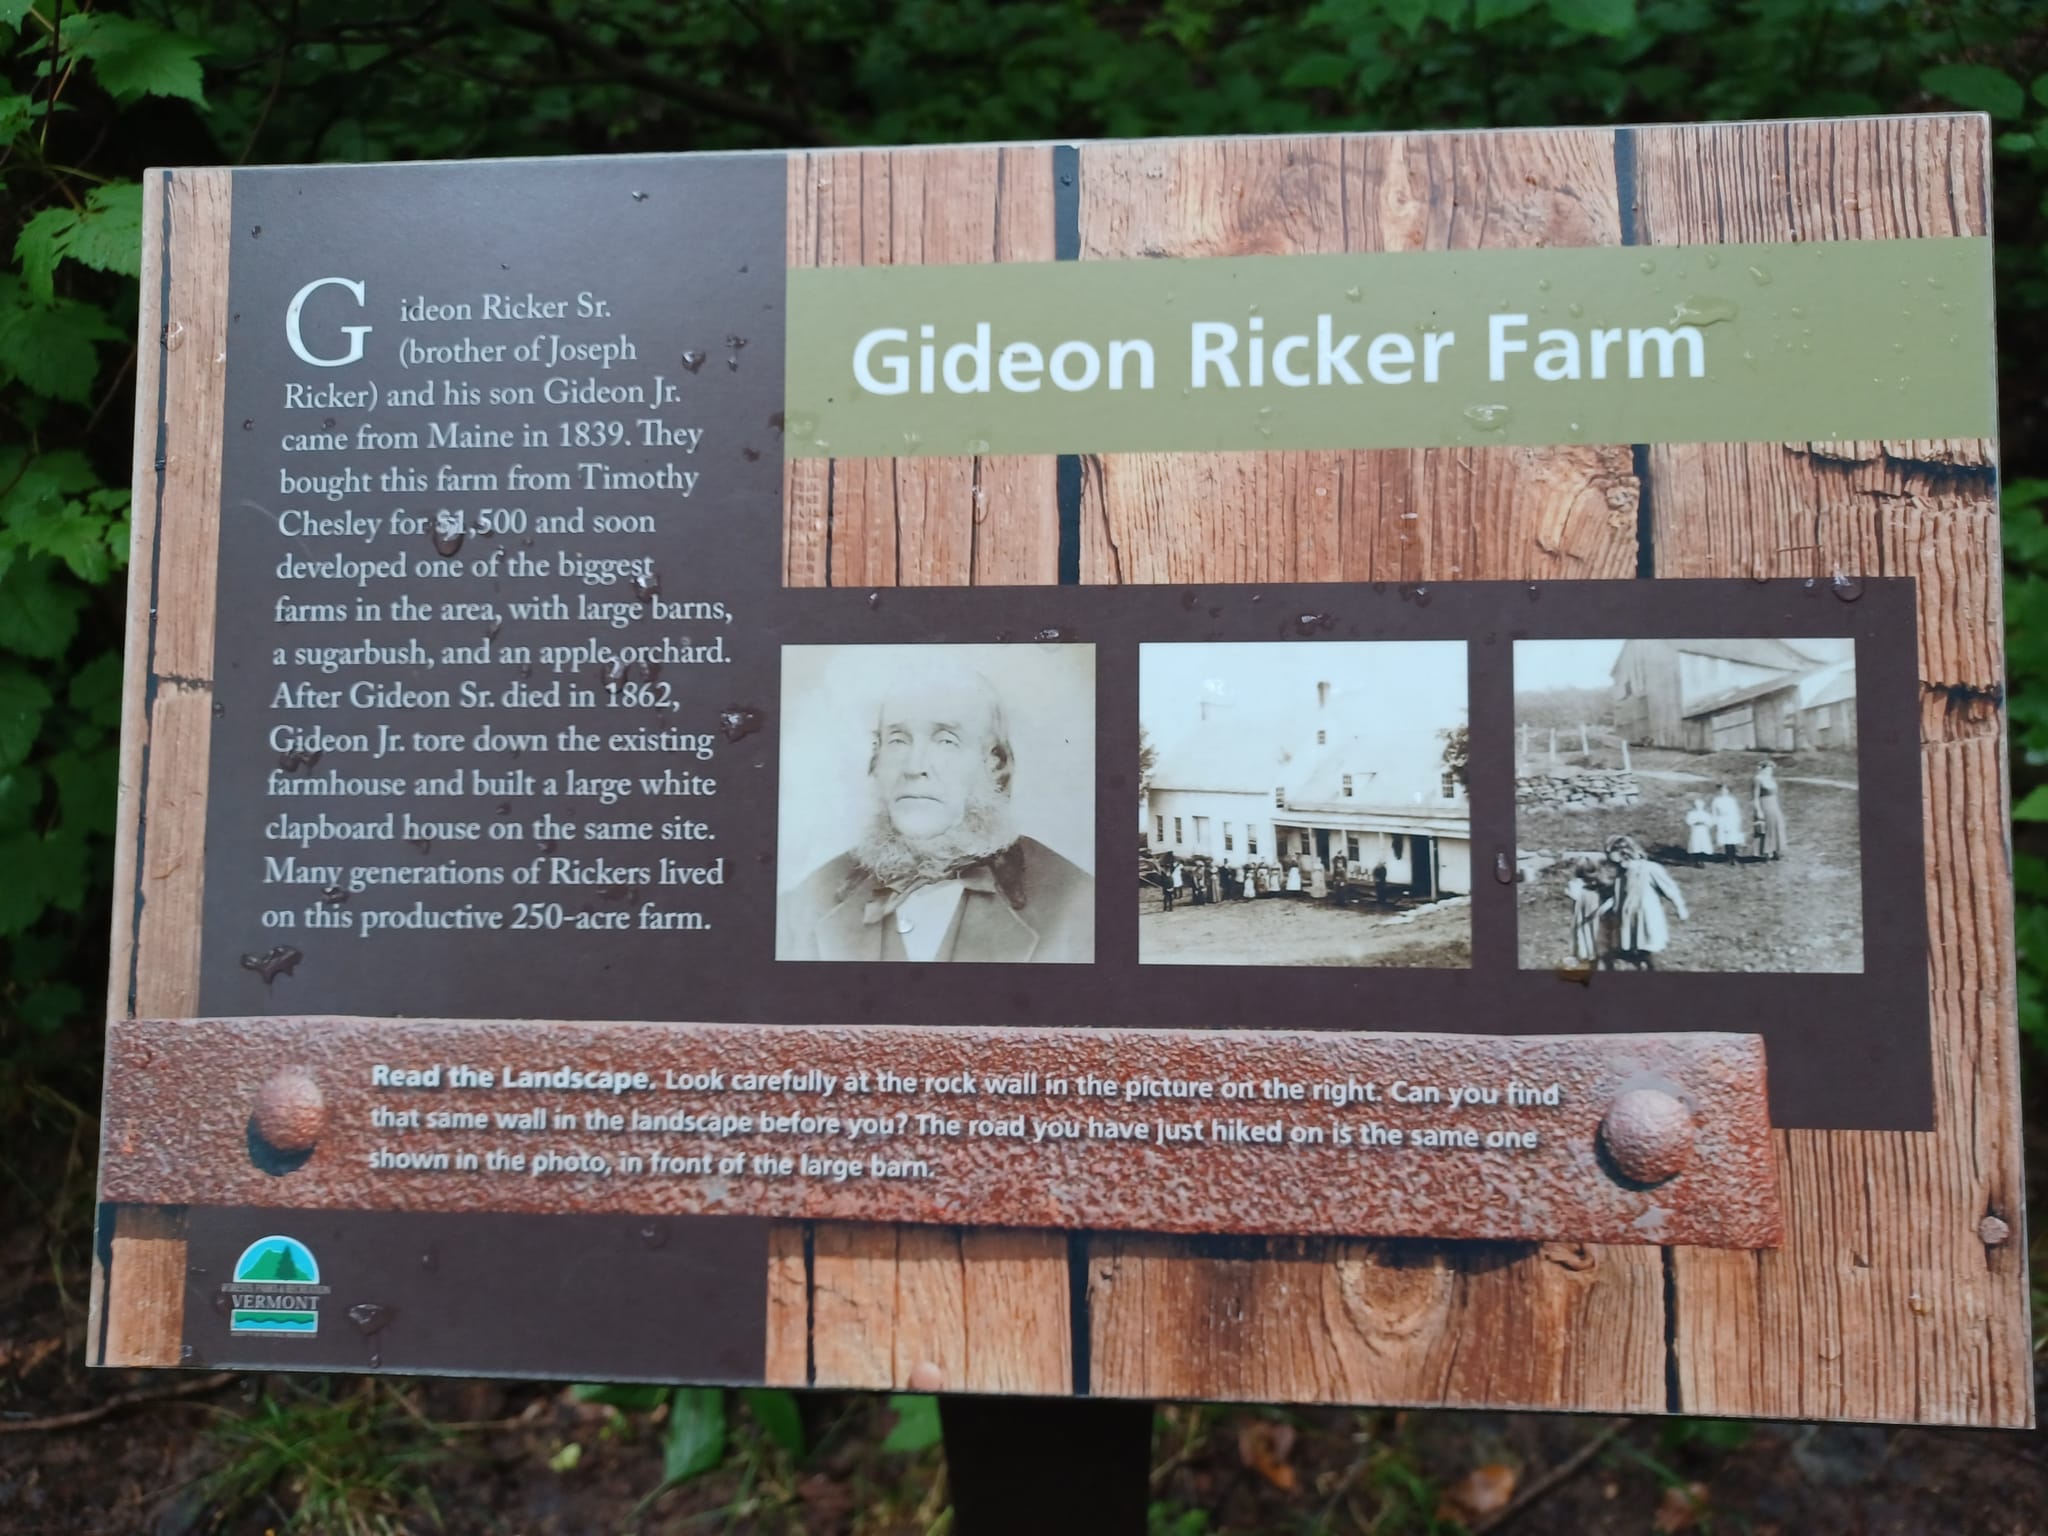 Gideon Ricker Farm
Gideon Ricker Sr.
(brother of Joseph
Ricker) and his son Gideon Jr.
came from Maine in 1839. They
bought this farm from Timothy
Chesley for $1,500 and soon
developed one of the biggest
farms in the area, with large barns,
a sugarbush, and an apple orchard.
After Gideon Sr. died in 1862,
Gideon Jr. tore down the existing
farmhouse and built a large white
clapboard house on the same site.
Many generations of Rickers lived
on this productive 250-acre farm.
Read the Landscape. Look carefully at the rock wall in the picture on the right. Can you find
that same wall in the landscape before you? The road you have just hiked on is the same one
shown in the photo, in front of the large barn.
VERMONT